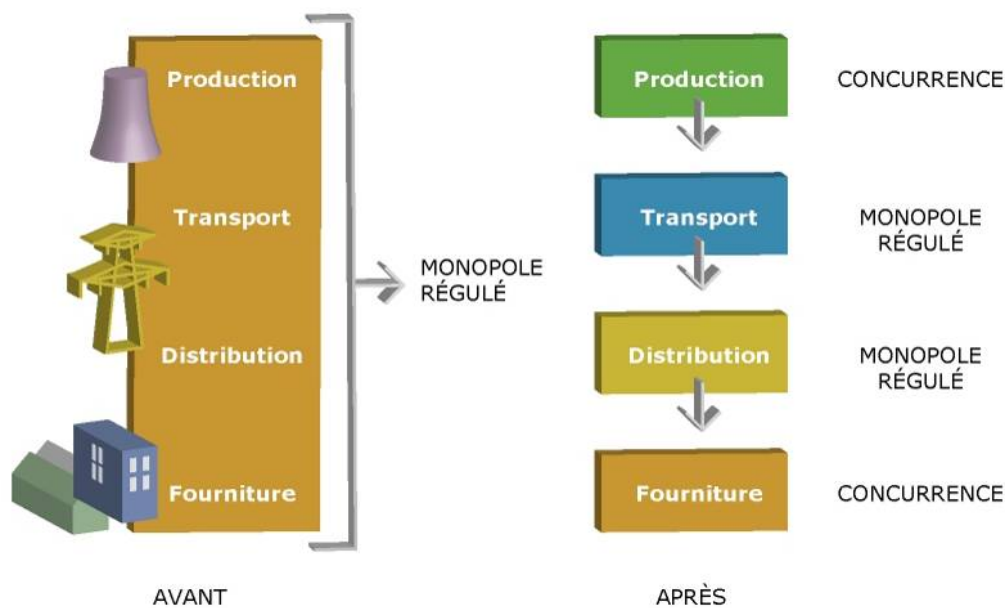 Production
Transport
Distribution
Fourniture
MONOPOLE
RÉGULÉ
AVANT
Production
CONCURRENCE
Transport
MONOPOLE
RÉGULÉ
Distribution
MONOPOLE
RÉGULÉ
Fourniture
CONCURRENCE
APRÈS